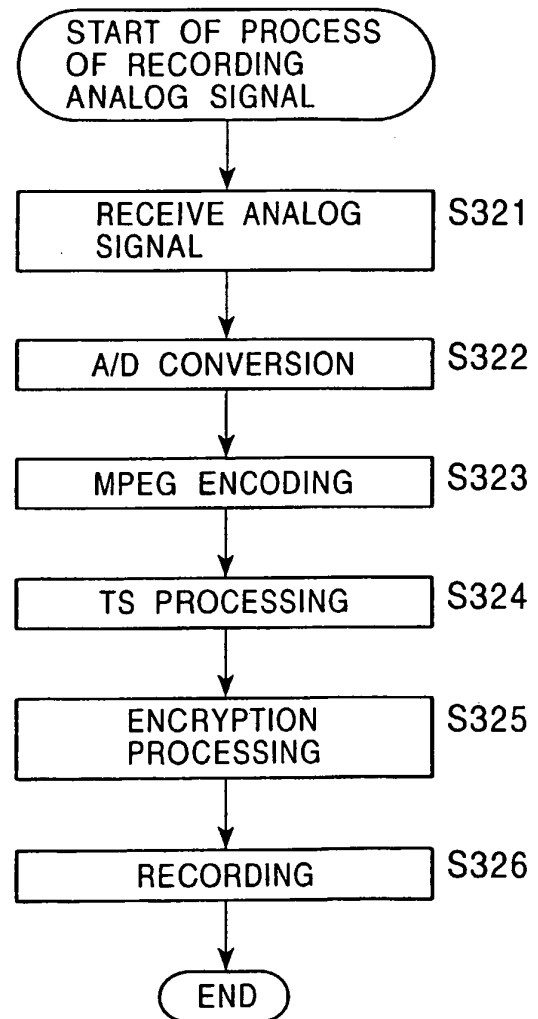 START OF PROCESS
OF RECORDING
ANALOG SIGNAL
RECEIVE ANALOG
SIGNAL
S321
A/D CONVERSION
S322
MPEG ENCODING
S323
TS PROCESSING
S324
ENCRYPTION
PROCESSING
S325
RECORDING
S326
END